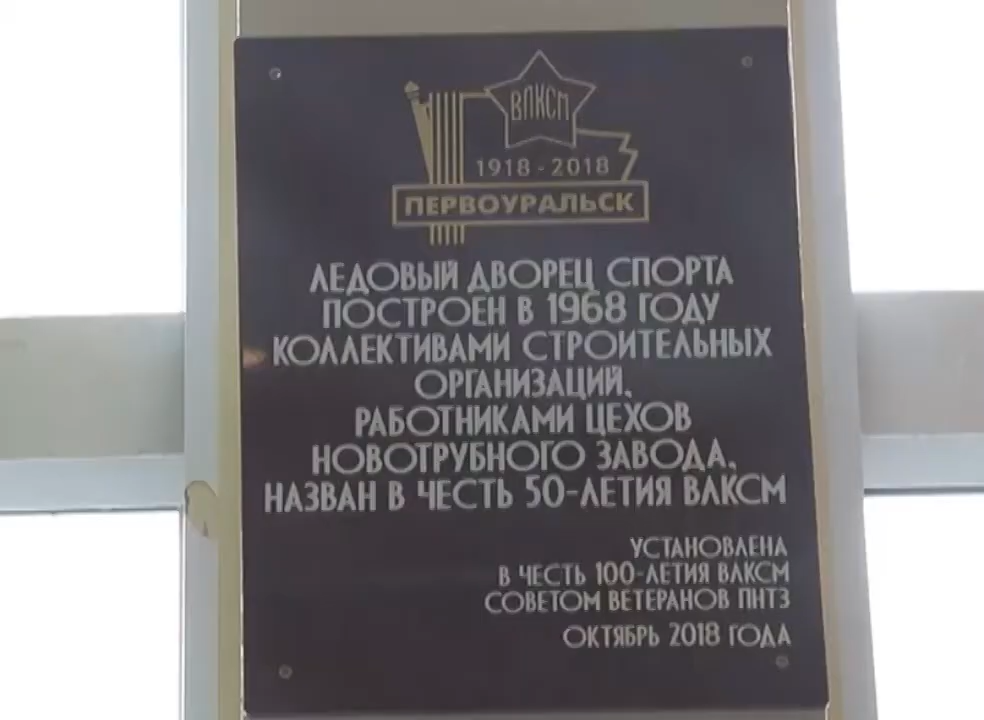 ВЛКСМ
1918-2018
ПЕРВОУРАЛЬСК
ЛЕДОВЫЙ ДВОРЕЦ СПОРТА
ПОСТРОЕН В 1968 ГОДУ
КОЛЛЕКТИВАМИ СТРОИТЕЛЬНЫХ
ОРГАНИЗАЦИЙ,
РАБОТНИКАМИ ЦЕХОВ
НОВОТРУБНОГО ЗАВОДА,
НАЗВАН В ЧЕСТЬ 50-ЛЕТИЯ ВЛКСМ
УСТАНОВЛЕНА
В ЧЕСТЬ 100-ЛЕТИЯ ВЛКСМ
СОВЕТОМ ВЕТЕРАНОВ ПНТЗ
ОКТЯБРЬ 2018 ГОДА